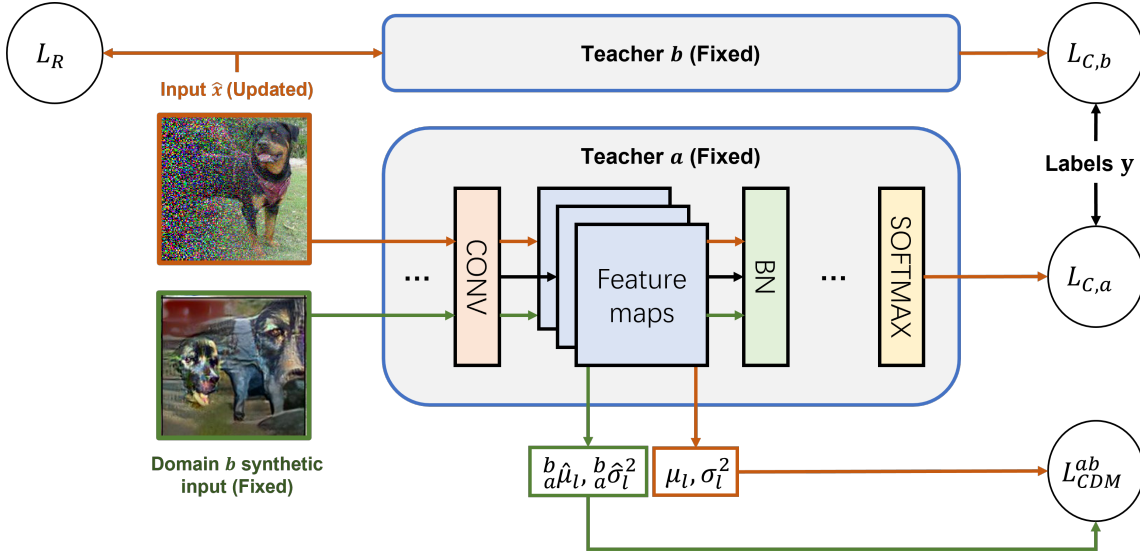 L_R
Teacher b (Fixed)
L_{C,b}
Input x̂ (Updated)
Teacher a (Fixed)
Labels y
...
CONV
Feature
maps
BN
...
SOFTMAX
L_{C,a}
Domain b synthetic
input (Fixed)
{}^b_a μ̂_l, {}^b_a σ̂_l^2
μ_l, σ_l^2
L_{CDM}^{ab}